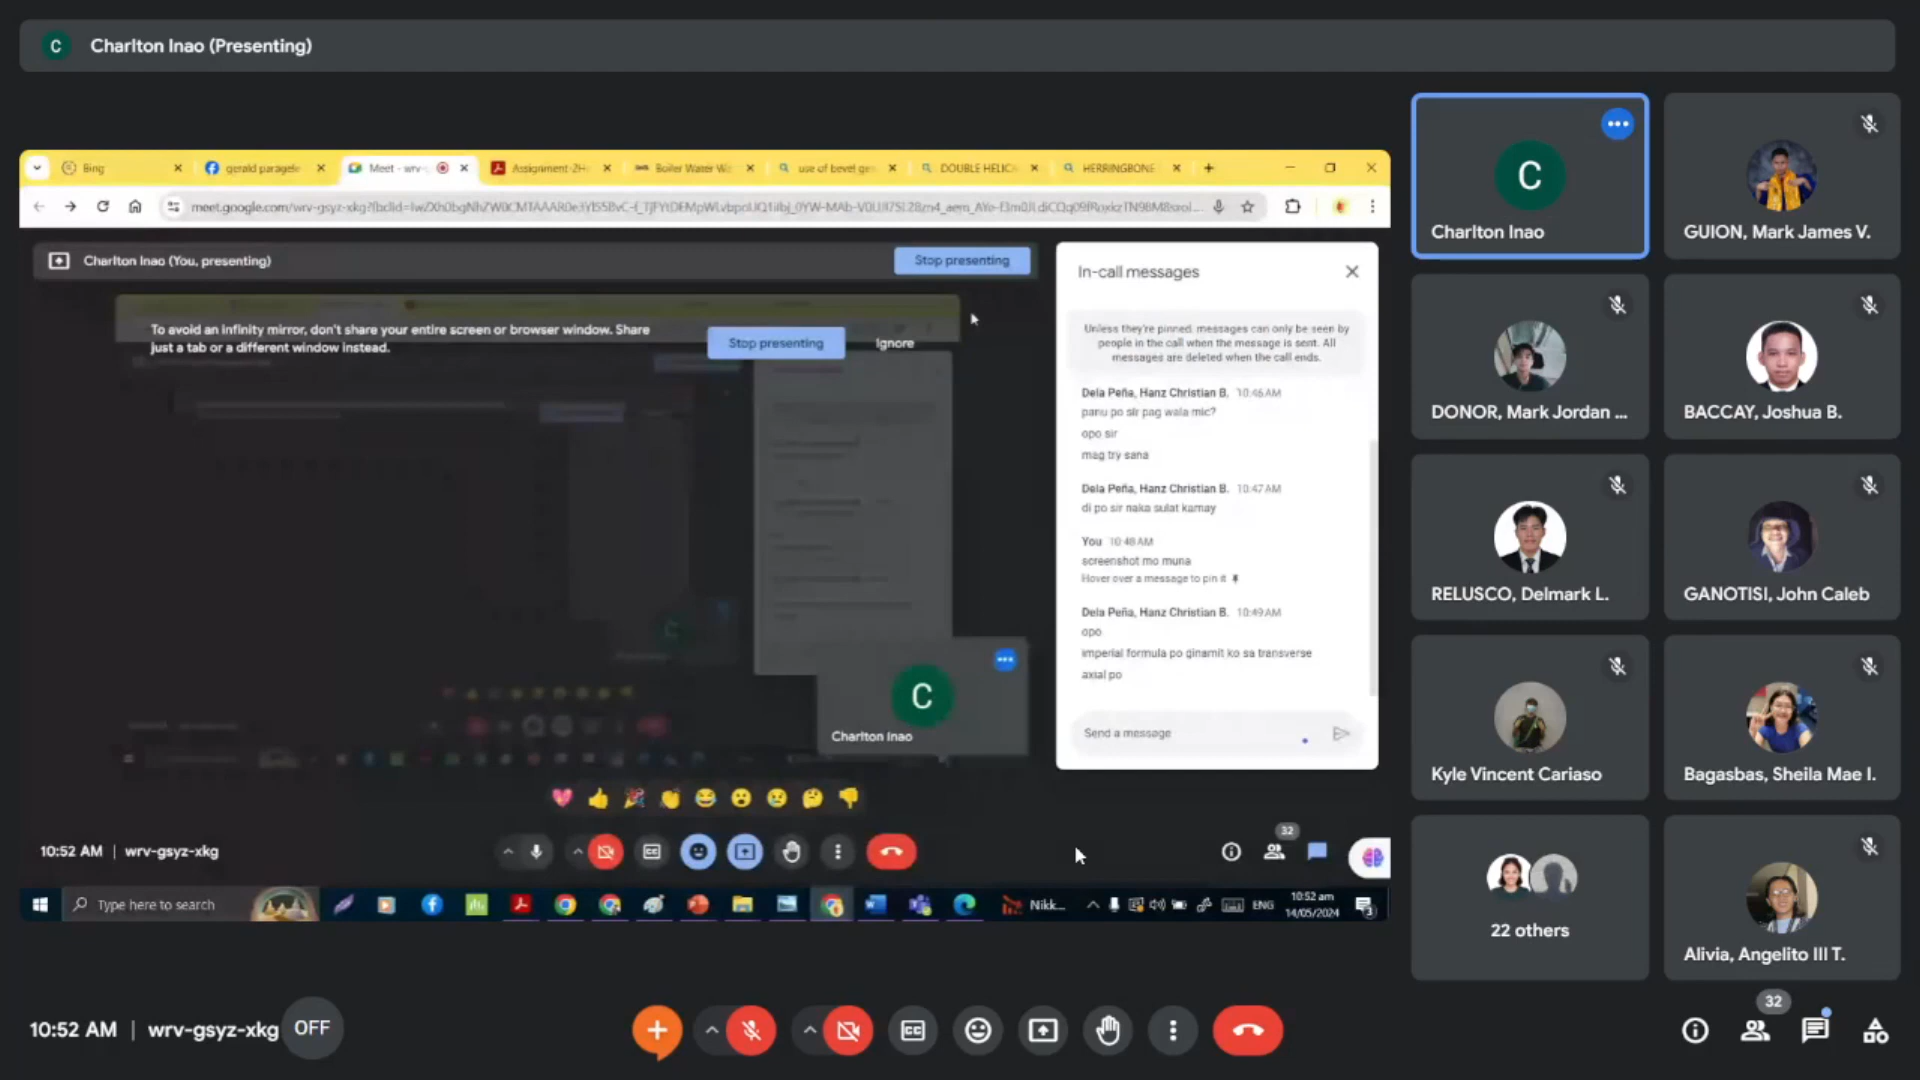 C Charlton Inao (Presenting)
Bing
gerald paragele
Meet - wrv-
Assignment-2H
Boiler Water
use of bevel ge
DOUBLE HELIC
HERRINGBONE
Charlton Inao (You, presenting)
Stop presenting
To avoid an infinity mirror, don't share your entire screen or browser window. Share
just a tab or a different window instead.
Stop presenting
Ignore
C
Charlton Inao
In-call messages
Unless they're pinned, messages can only be seen by
people in the call when the message is sent. All
messages are deleted when the call ends.
Dela Peña, Hanz Christian B. 10:46 AM
panu po sir pag wala mic?
opo sir
mag try sana
Dela Peña, Hanz Christian B. 10:47 AM
di po sir naka sulat kamay
You 10:48 AM
screenshot mo muna
Hover over a message to pin it
Dela Peña, Hanz Christian B. 10:49 AM
opo
imperial formula po ginamit ko sa transverse
axial po
Send a message
10:52 AM | wrv-gsyz-xkg
32
Type here to search
Nikk...
ENG
10:52 am
14/05/2024
3
C
Charlton Inao
GUION, Mark James V.
DONOR, Mark Jordan ...
BACCAY, Joshua B.
RELUSCO, Delmark L.
GANOTISI, John Caleb
Kyle Vincent Cariaso
Bagasbas, Sheila Mae I.
22 others
Alivia, Angelito III T.
10:52 AM | wrv-gsyz-xkg
OFF
32